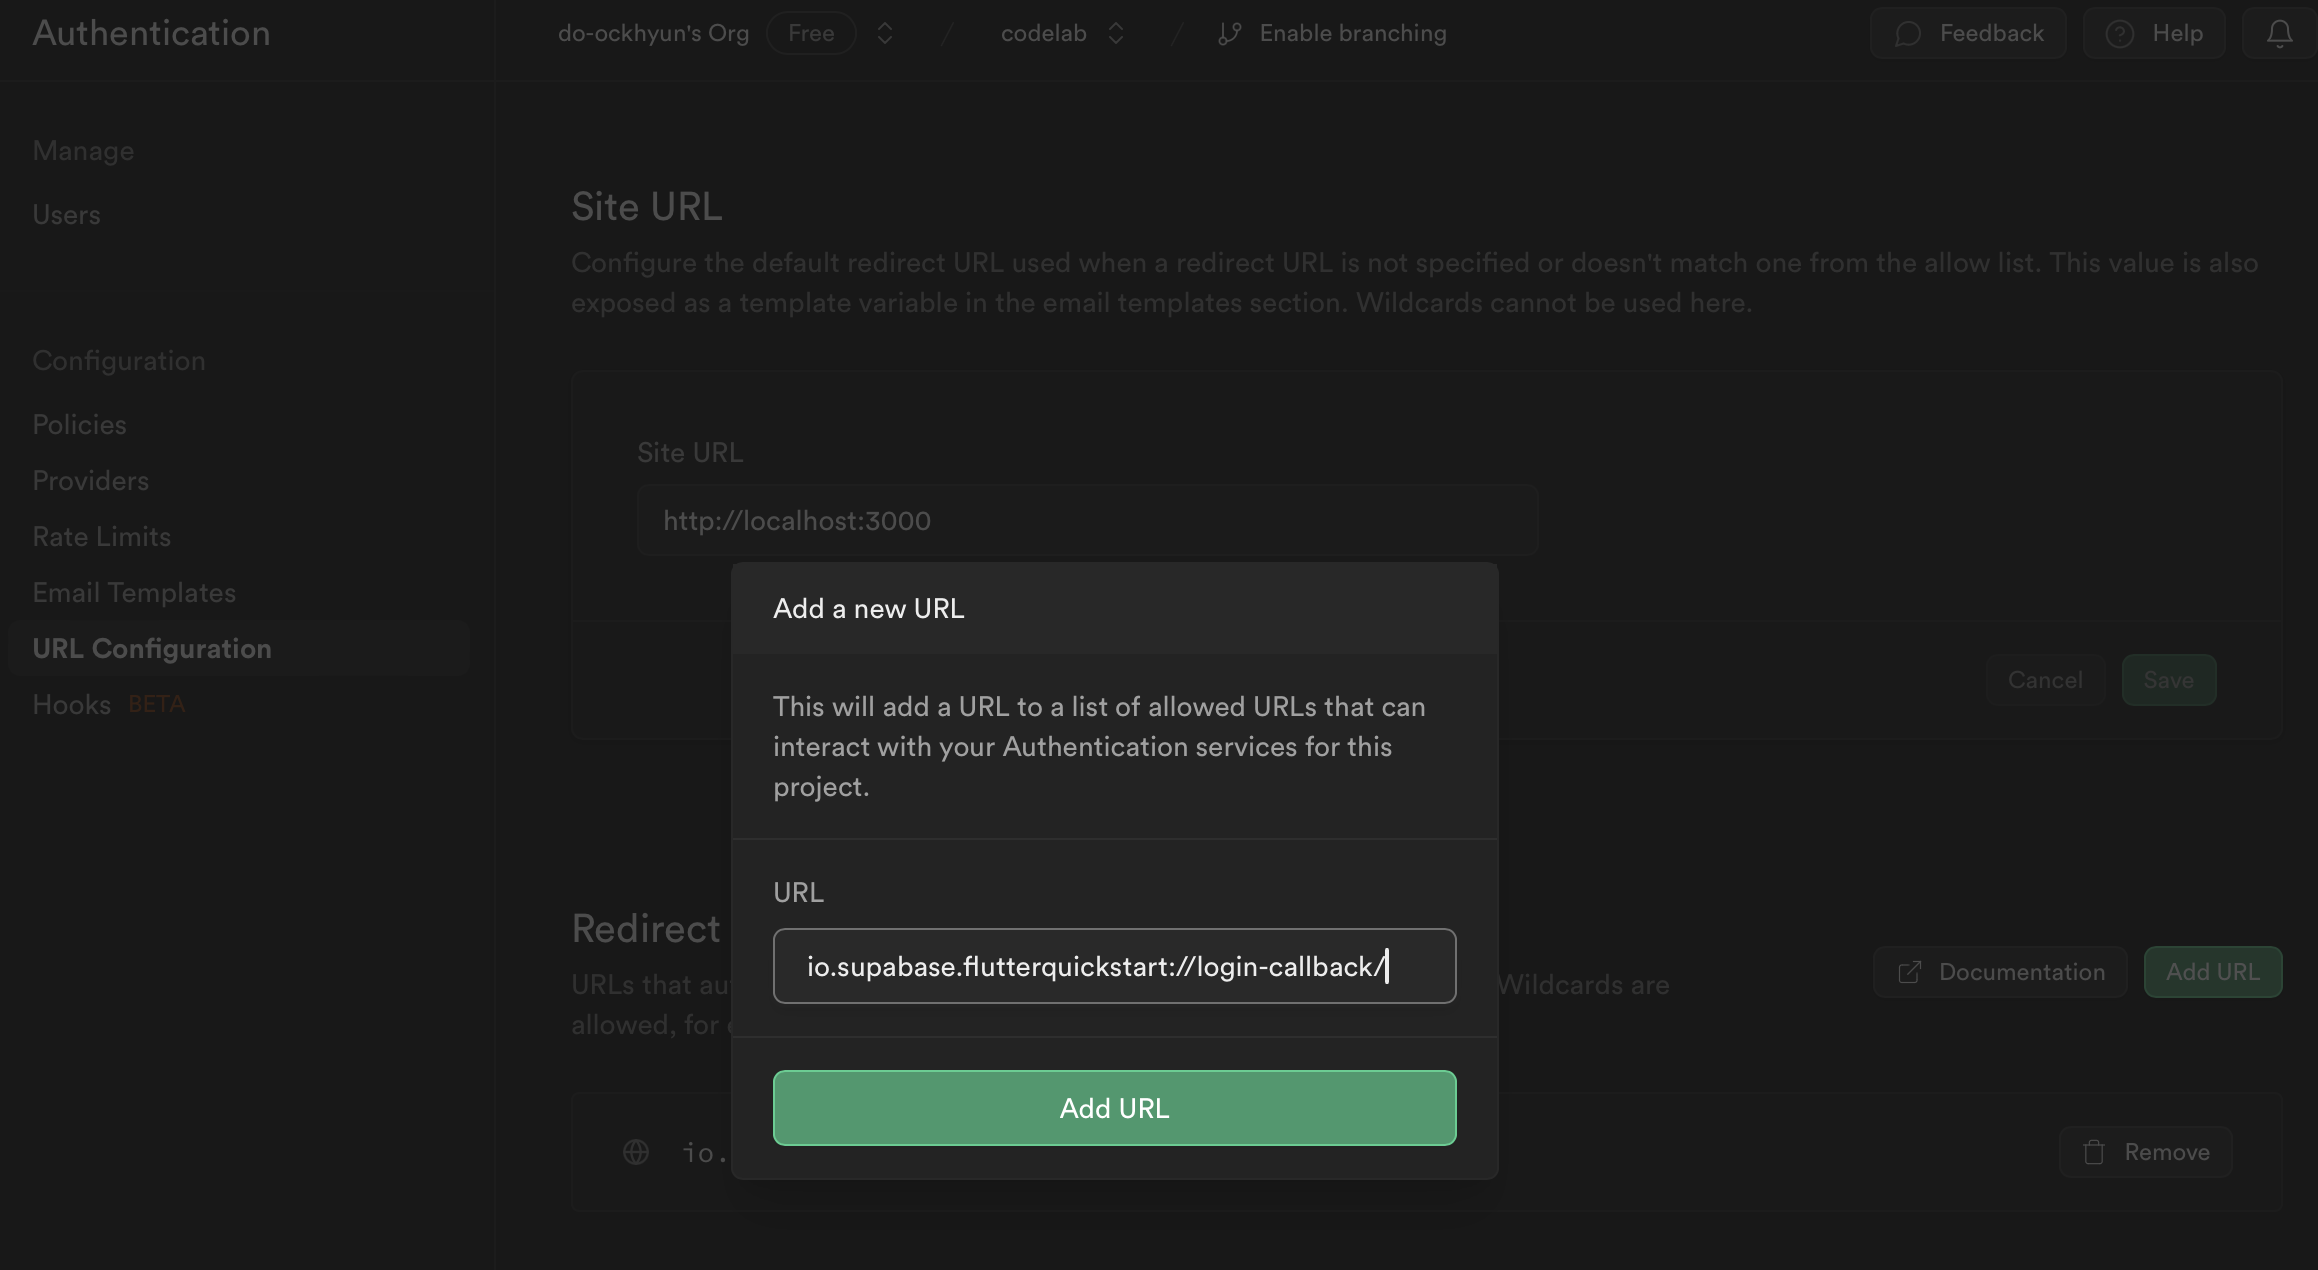 Authentication
do-ockhyun's Org Free / codelab / Enable branching
Feedback
Help
Manage
Users
Configuration
Policies
Providers
Rate Limits
Email Templates
URL Configuration
Hooks BETA
Site URL
Configure the default redirect URL used when a redirect URL is not specified or doesn't match one from the allow list. This value is also
exposed as a template variable in the email templates section. Wildcards cannot be used here.
Site URL
http://localhost:3000
Cancel
Save
Add a new URL
This will add a URL to a list of allowed URLs that can
interact with your Authentication services for this
project.
URL
io.supabase.flutterquickstart://login-callback/
Add URL
Redirect
URLs that
Wildcards are
allowed, for
Documentation
Add URL
io.
Remove